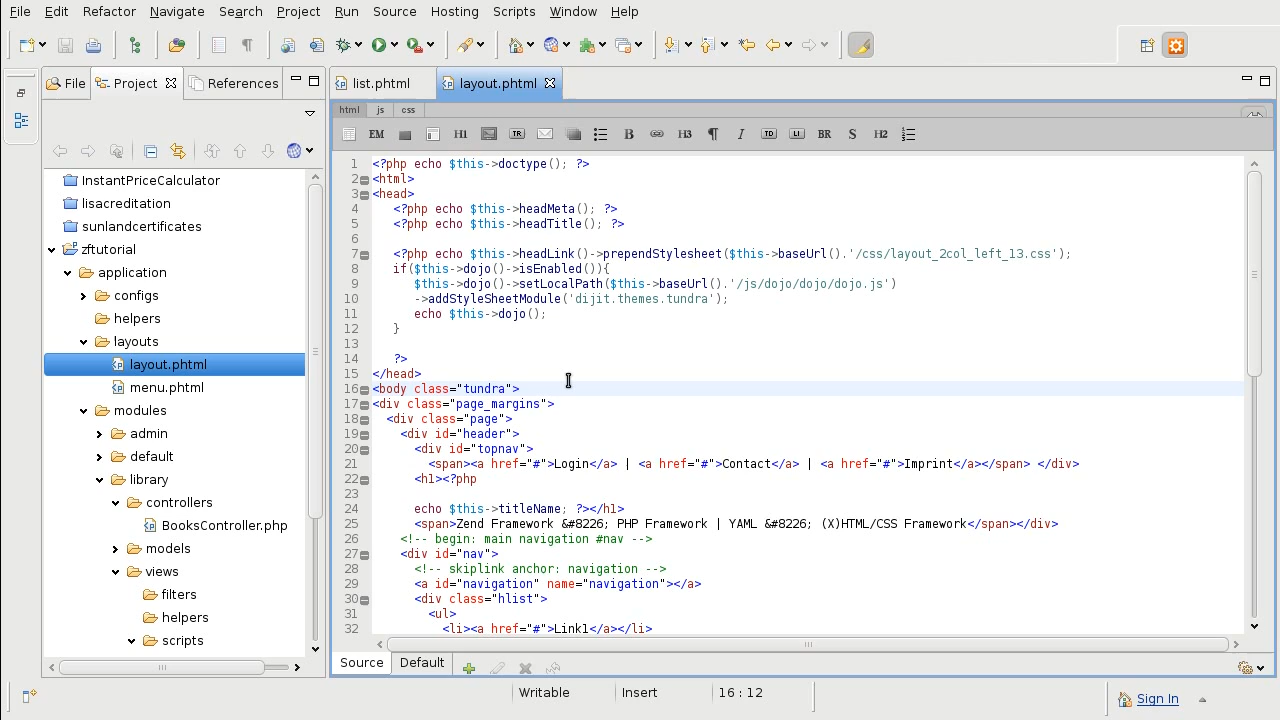 File Edit Refactor Navigate Search Project Run Source Hosting Scripts Window Help
File Project References
list.phtml layout.phtml
html js css
EM H1 TR B H3 I TD LI BR S H2
InstantPriceCalculator
lisacreditation
sunlandcertificates
zftutorial
application
configs
helpers
layouts
layout.phtml
menu.phtml
modules
admin
default
library
controllers
BooksController.php
models
views
filters
helpers
scripts
1 <?php echo $this->doctype(); ?>
2 <html>
3 <head>
4 <?php echo $this->headMeta(); ?>
5 <?php echo $this->headTitle(); ?>
6
7 <?php echo $this->headLink()->prependStylesheet($this->baseUrl().'/css/layout_2col_left_13.css');
8 if($this->dojo()->isEnabled()){
9 $this->dojo()->setLocalPath($this->baseUrl().'/js/dojo/dojo/dojo.js')
10 ->addStyleSheetModule('dijit.themes.tundra');
11 echo $this->dojo();
12 }
13
14 ?>
15 </head>
16 <body class="tundra">
17 <div class="page_margins">
18 <div class="page">
19 <div id="header">
20 <div id="topnav">
21 <span><a href="#">Login</a> | <a href="#">Contact</a> | <a href="#">Imprint</a></span> </div>
22 <h1><?php
23
24 echo $this->titleName; ?></h1>
25 <span>Zend Framework &#8226; PHP Framework | YAML &#8226; (X)HTML/CSS Framework</span></div>
26 <!-- begin: main navigation #nav -->
27 <div id="nav">
28 <!-- skiplink anchor: navigation -->
29 <a id="navigation" name="navigation"></a>
30 <div class="hlist">
31 <ul>
32 <li><a href="#">Link1</a></li>
Source Default
Writable Insert 16 : 12 Sign In